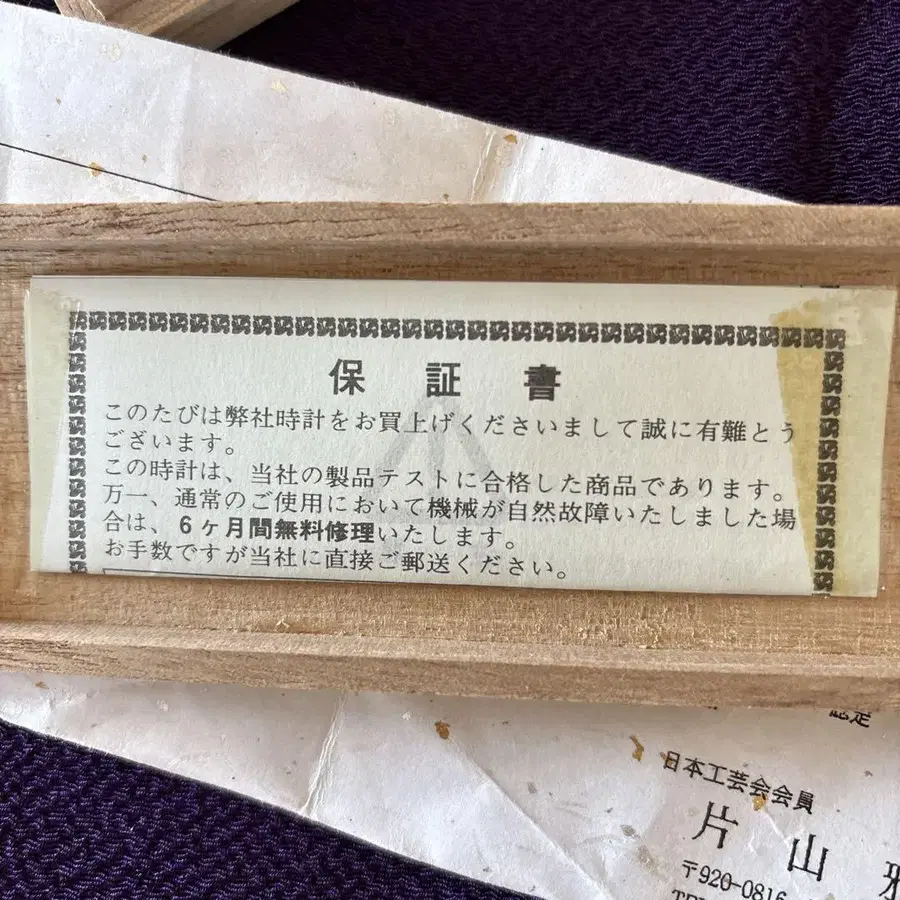 保証書
このたびは弊社時計をお買上げくださいまして誠に有難とう
ございます。
この時計は、当社の製品テストに合格した商品であります。
万一、通常のご使用において機械が自然故障いたしました場
合は、6ヶ月間無料修理いたします。
お手数ですが当社に直接ご郵送ください。
認定
日本工芸会会員
片山
〒920-0816